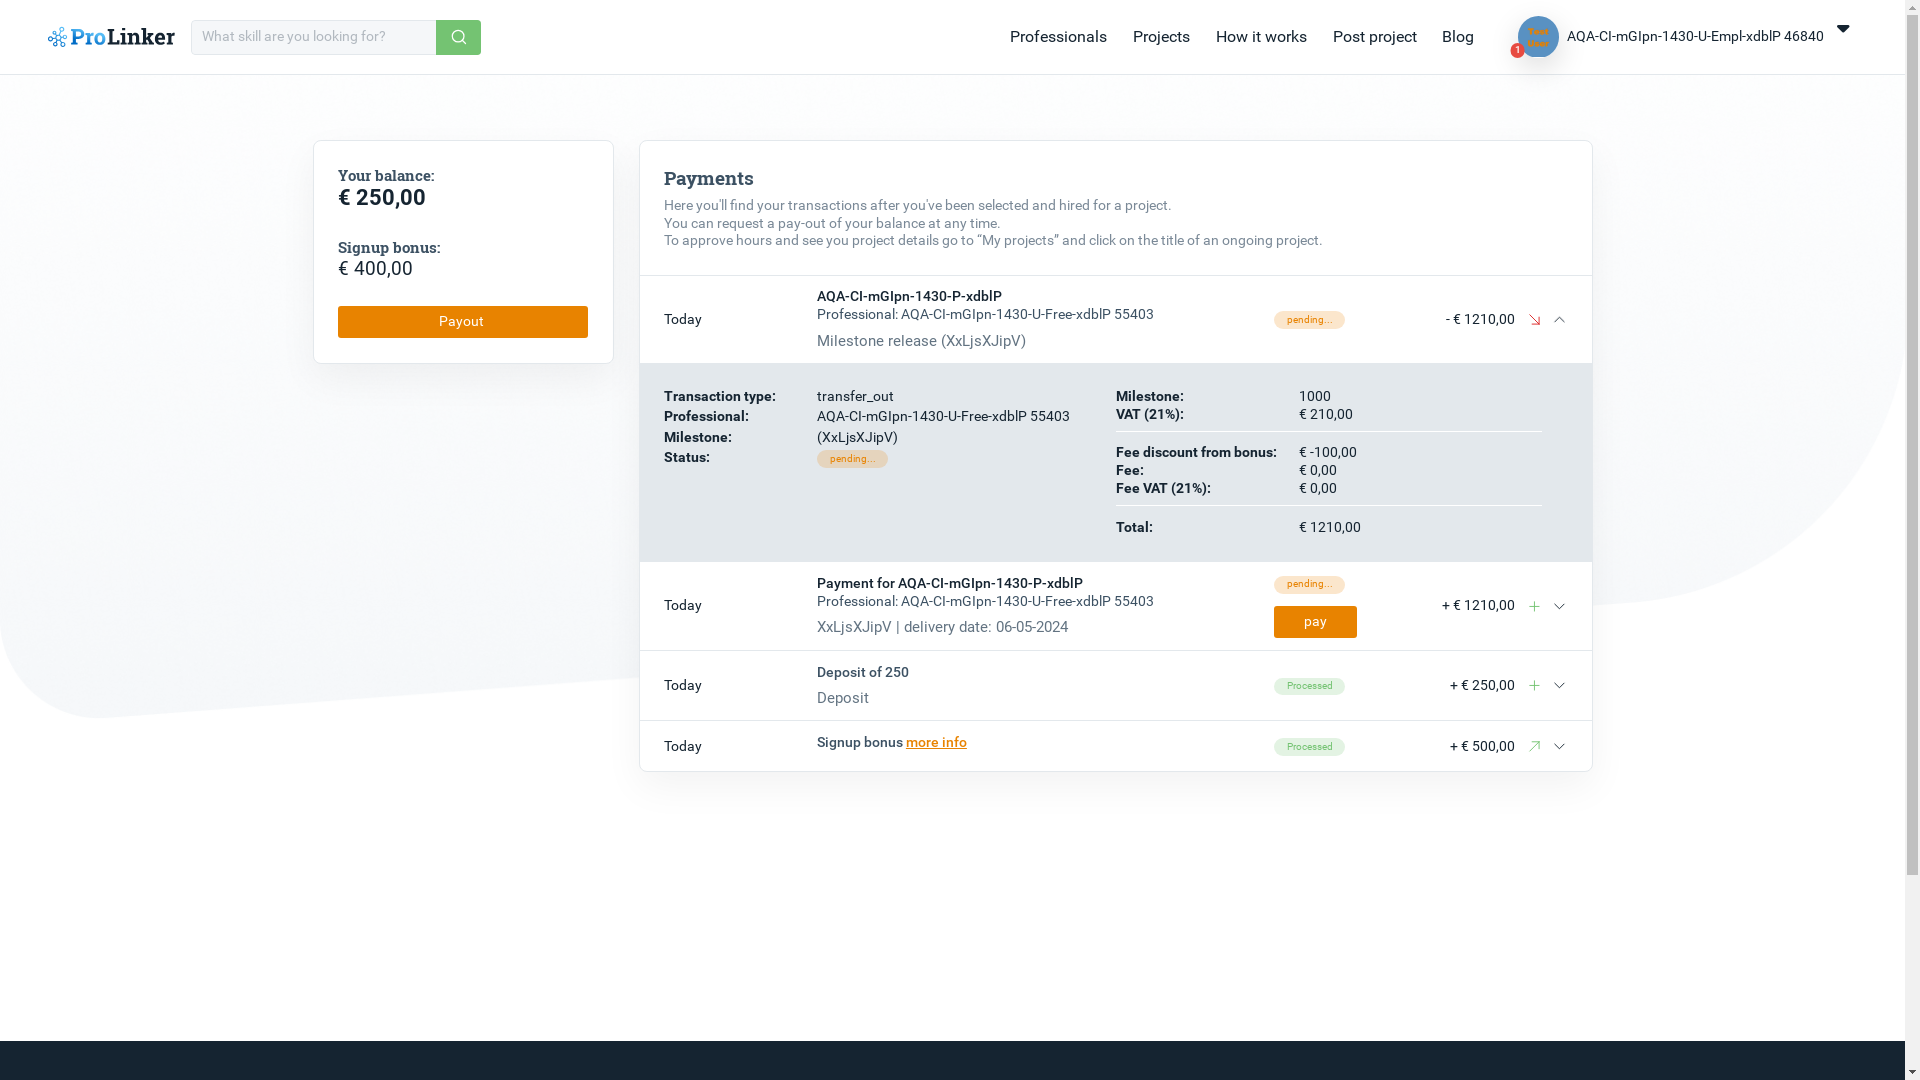 ProLinker
What skill are you looking for?
Professionals
Projects
How it works
Post project
Blog
Test
User
1
AQA-CI-mGIpn-1430-U-Empl-xdblP 46840
Your balance:
€ 250,00
Signup bonus:
€ 400,00
Payout
Payments
Here you'll find your transactions after you've been selected and hired for a project.
You can request a pay-out of your balance at any time.
To approve hours and see you project details go to “My projects” and click on the title of an ongoing project.
Today
AQA-CI-mGIpn-1430-P-xdblP
Professional: AQA-CI-mGIpn-1430-U-Free-xdblP 55403
Milestone release (XxLjsXJipV)
pending...
- € 1210,00
Transaction type: transfer_out
Professional: AQA-CI-mGIpn-1430-U-Free-xdblP 55403
Milestone: (XxLjsXJipV)
Status: pending...
Milestone: 1000
VAT (21%): € 210,00
Fee discount from bonus: € -100,00
Fee: € 0,00
Fee VAT (21%): € 0,00
Total: € 1210,00
Today
Payment for AQA-CI-mGIpn-1430-P-xdblP
Professional: AQA-CI-mGIpn-1430-U-Free-xdblP 55403
XxLjsXJipV | delivery date: 06-05-2024
pending...
pay
+ € 1210,00
Today
Deposit of 250
Deposit
Processed
+ € 250,00
Today
Signup bonus more info
Processed
+ € 500,00